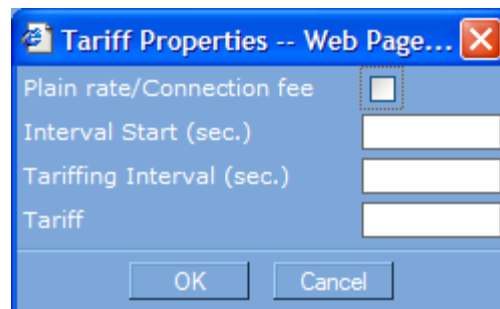 Tariff Properties -- Web Page...
Plain rate/Connection fee
Interval Start (sec.)
Tariffing Interval (sec.)
Tariff
OK Cancel